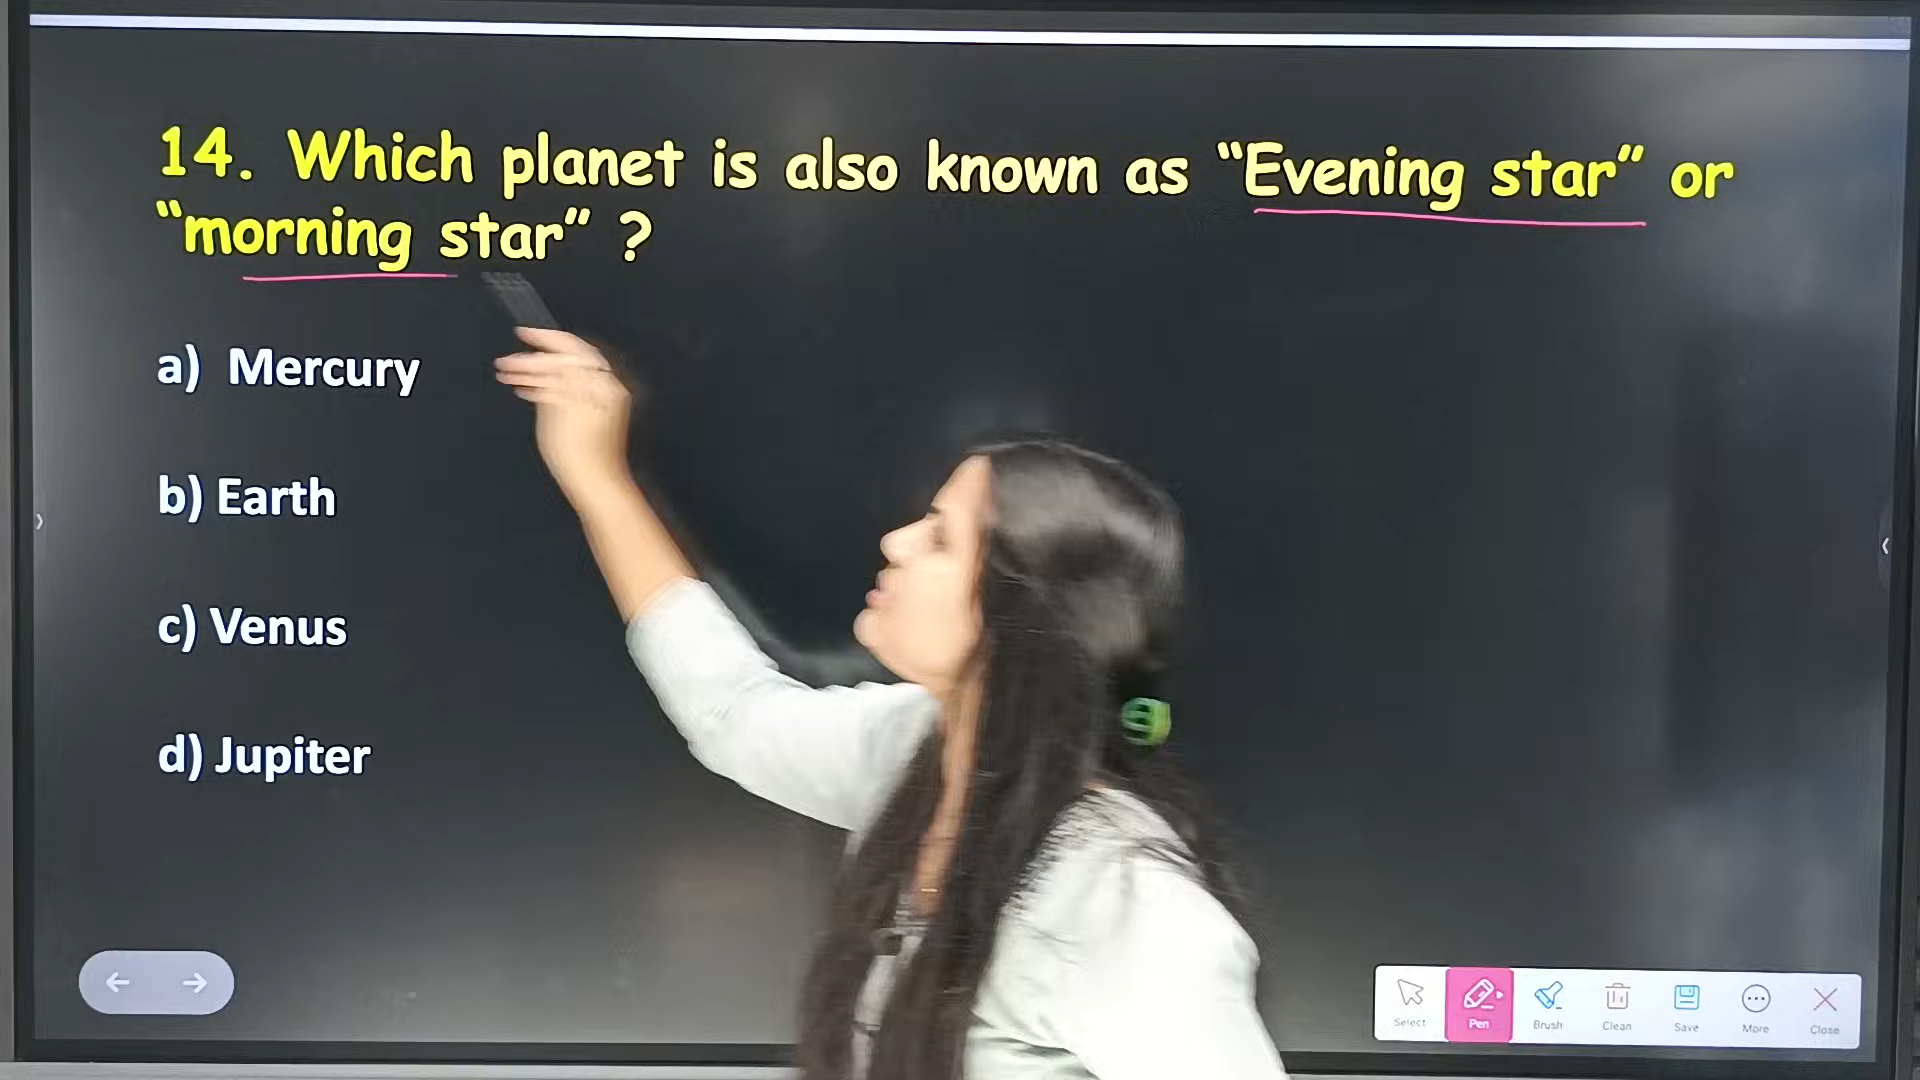 14. Which planet is also known as “Evening star” or
“morning star” ?
a) Mercury
b) Earth
c) Venus
d) Jupiter
Select Pen Brush Clean Save More Close